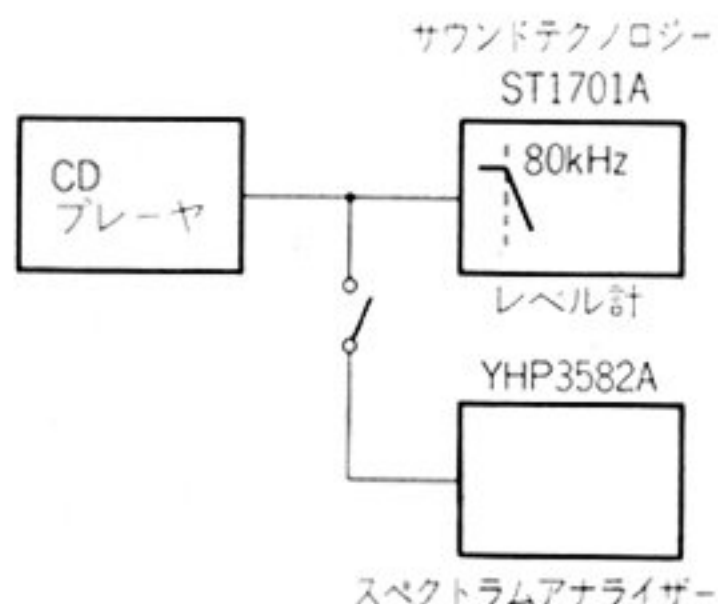 サウンドテクノロジー
ST1701A
CD
プレーヤ
80kHz
レベル計
YHP3582A
スペクトラムアナライザー